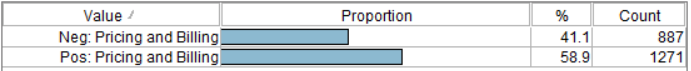 Value Proportion % Count
Neg: Pricing and Billing 41.1 887
Pos: Pricing and Billing 58.9 1271